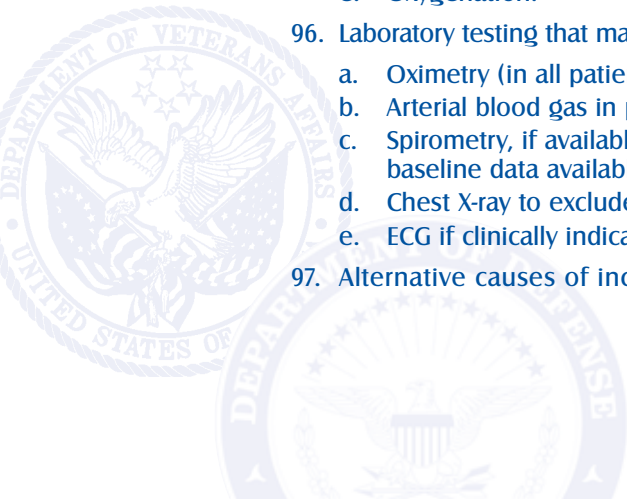 96. Laboratory testing that ma
a. Oximetry (in all patie
b. Arterial blood gas in
c. Spirometry, if availabl
baseline data availab
d. Chest X-ray to exclude
e. ECG if clinically indica
97. Alternative causes of inc
DEPARTMENT OF VETERANS AFFAIRS
UNITED STATES OF
DEPARTMENT OF DEFENSE